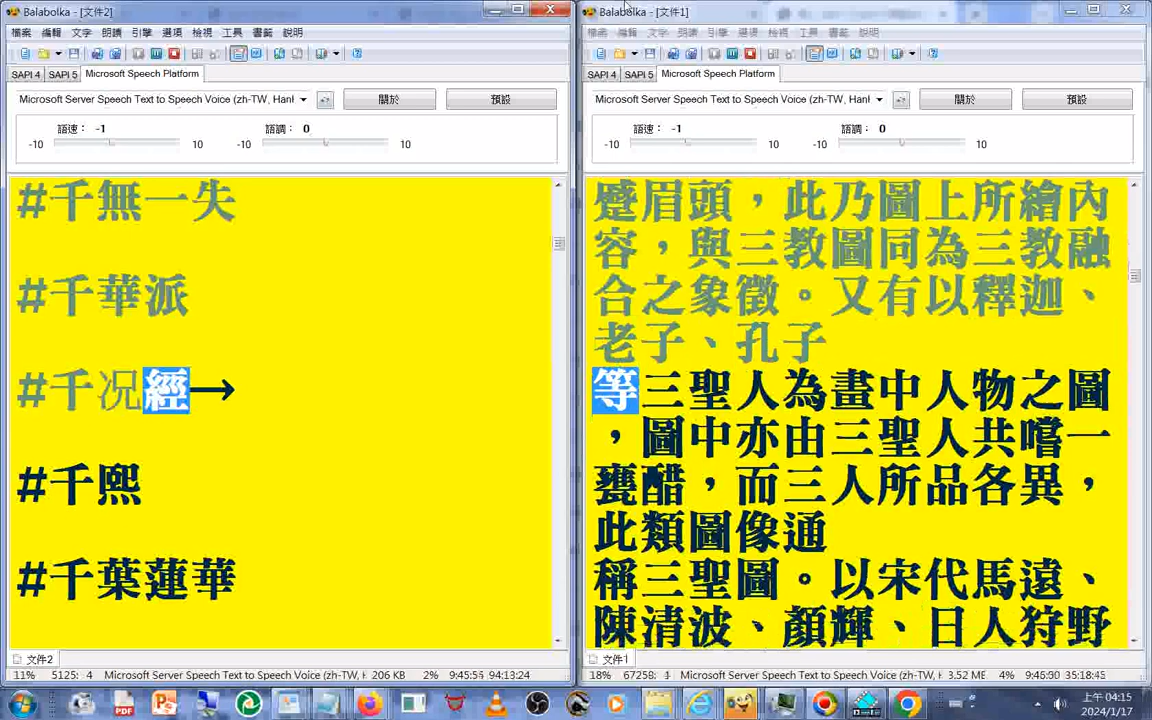 Balabolka - [文件2]
檔案 編輯 文字 朗讀 引擎 選項 檢視 工具 書籤 說明
SAPI 4 SAPI 5 Microsoft Speech Platform
Microsoft Server Speech Text to Speech Voice (zh-TW, Hanl
關於 預設
語速： -1 語調： 0
-10 10 -10 10
#千無一失
#千華派
#千况經→
#千熙
#千葉蓮華
文件2
11% 5125: 4 Microsoft Server Speech Text to Speech Voice (zh-TW, H 206 KB 2% 9:45:55 94:13:24
Balabolka - [文件1]
檔案 編輯 文字 朗讀 引擎 選項 檢視 工具 書籤 說明
SAPI 4 SAPI 5 Microsoft Speech Platform
Microsoft Server Speech Text to Speech Voice (zh-TW, Hanl
關於 預設
語速： -1 語調： 0
-10 10 -10 10
蹙眉頭，此乃圖上所繪內
容，與三教圖同為三教融
合之象徵。又有以釋迦、
老子、孔子
等三聖人為畫中人物之圖
，圖中亦由三聖人共嚐一
甕醋，而三人所品各異，
此類圖像通
稱三聖圖。以宋代馬遠、
陳清波、顏輝、日人狩野
文件1
18% 67258: 1 Microsoft Server Speech Text to Speech Voice (zh-TW, H 3.52 ME 4% 9:45:30 35:18:45
上午 04:15
2024/1/17